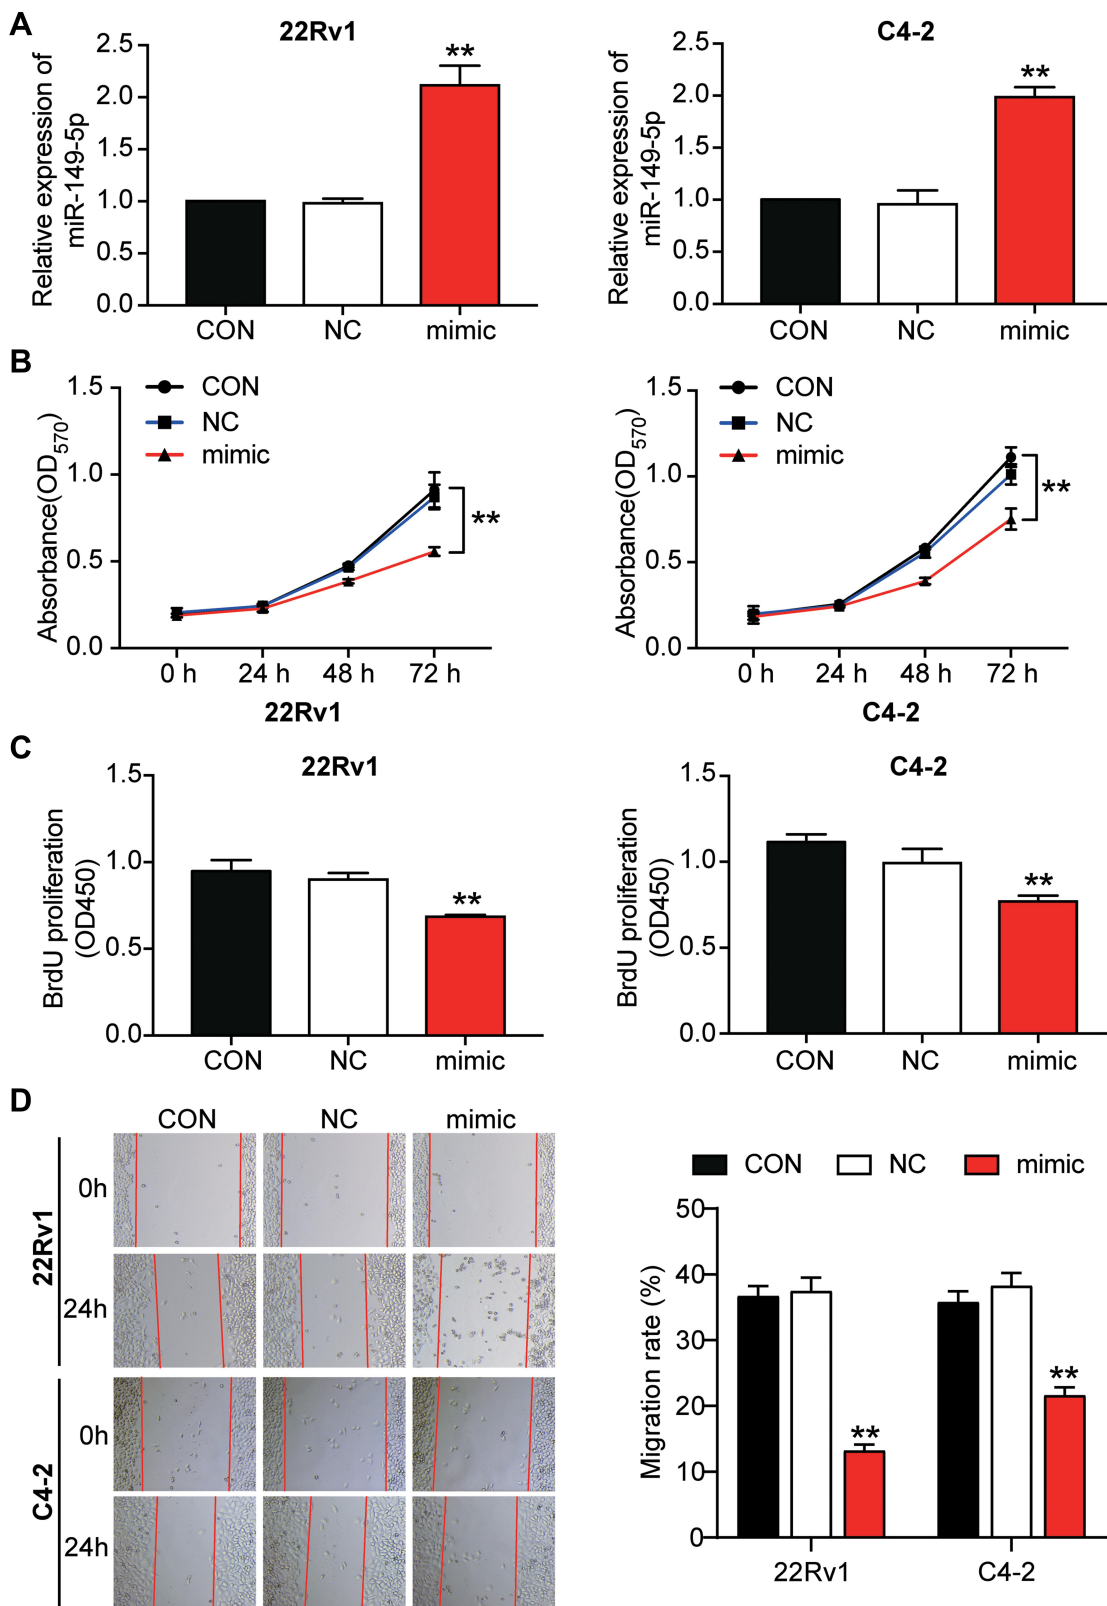 A
22Rv1
Relative expression of
miR-149-5p
2.5
2.0
1.5
1.0
0.5
0.0
**
CON NC mimic
C4-2
Relative expression of
miR-149-5p
2.5
2.0
1.5
1.0
0.5
0.0
**
CON NC mimic
B
Absorbance(OD570)
1.5
1.0
0.5
0.0
CON
NC
mimic
**
0 h 24 h 48 h 72 h
22Rv1
Absorbance(OD570)
1.5
1.0
0.5
0.0
CON
NC
mimic
**
0 h 24 h 48 h 72 h
C4-2
C
22Rv1
BrdU proliferation
(OD450)
1.5
1.0
0.5
0.0
**
CON NC mimic
C4-2
BrdU proliferation
(OD450)
1.5
1.0
0.5
0.0
**
CON NC mimic
D
CON NC mimic
22Rv1
0h
24h
C4-2
0h
24h
CON NC mimic
Migration rate (%)
50
40
30
20
10
0
**
**
22Rv1 C4-2